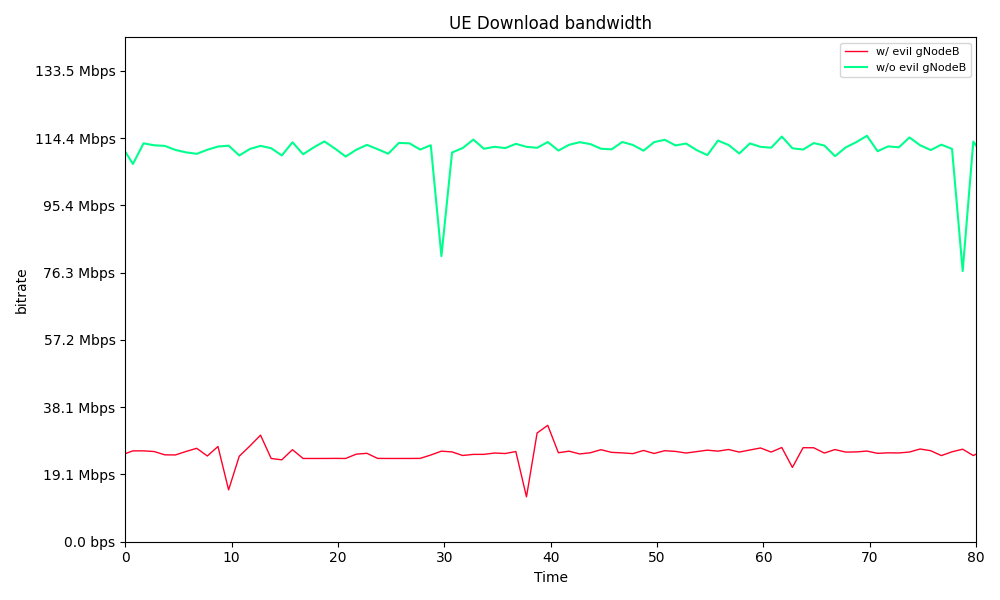 UE Download bandwidth
w/ evil gNodeB
w/o evil gNodeB
133.5 Mbps
114.4 Mbps
95.4 Mbps
76.3 Mbps
57.2 Mbps
38.1 Mbps
19.1 Mbps
0.0 bps
bitrate
0 10 20 30 40 50 60 70 80
Time